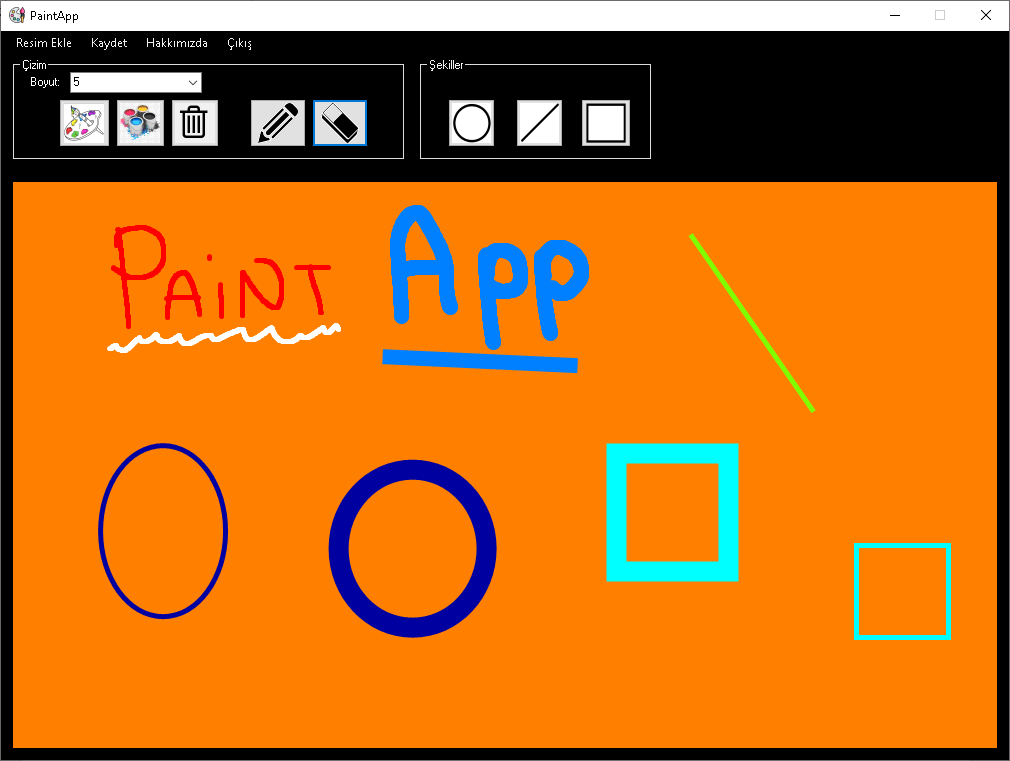 PaintApp
Resim Ekle Kaydet Hakkımızda Çıkış
Çizim
Boyut: 5
Şekiller
PAiNT App